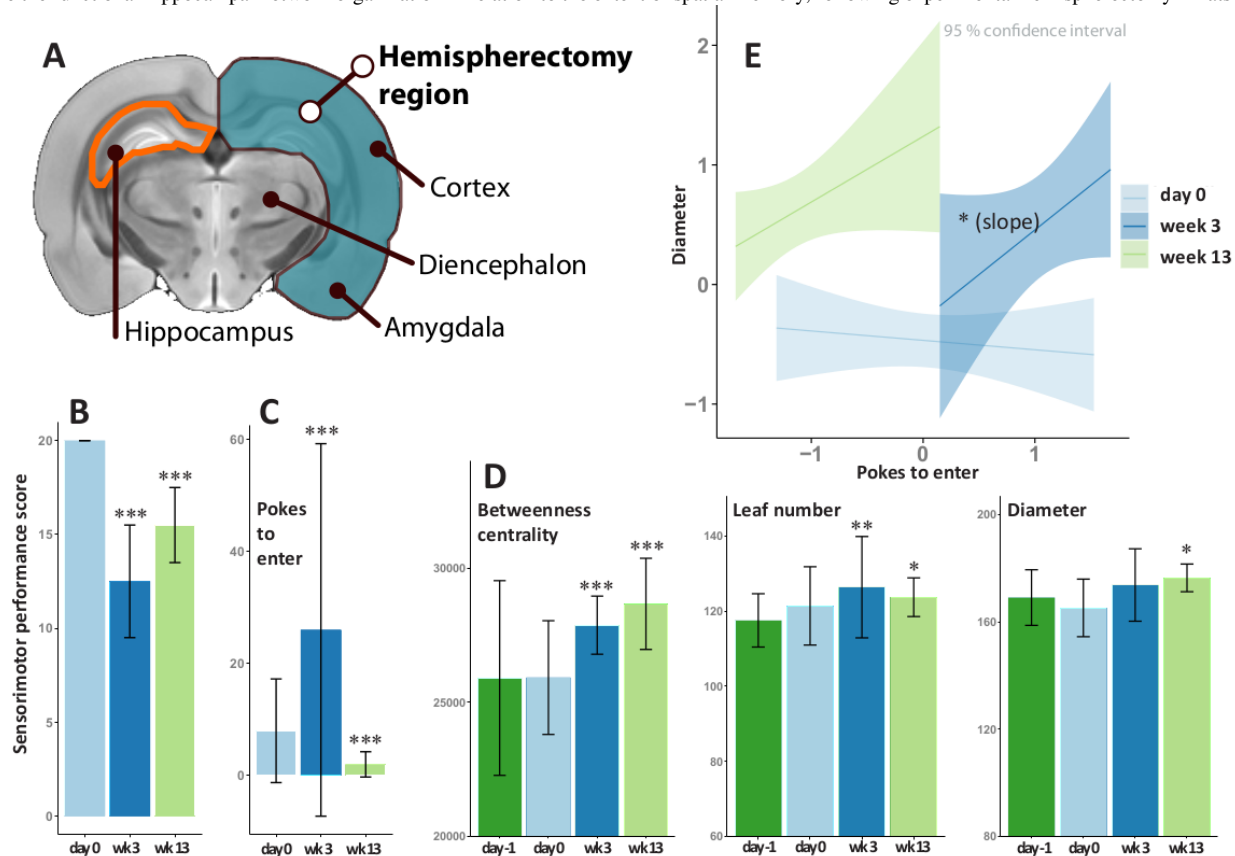 A
Hemispherectomy
region
Cortex
Diencephalon
Amygdala
Hippocampus
E
95 % confidence interval
2
1
0
−1
Diameter
* (slope)
−1
0
1
Pokes to enter
day 0
week 3
week 13
B
Sensorimotor performance score
20
15
10
5
0
***
***
day0
wk3
wk13
C
60
40
20
0
Pokes
to
enter
***
***
day0
wk3
wk13
D
Betweenness
centrality
30000
25000
20000
***
***
day-1
day0
wk3
wk13
Leaf number
140
120
100
80
60
**
*
day-1
day0
wk3
wk13
Diameter
200
160
120
80
*
day-1
day0
wk3
wk13